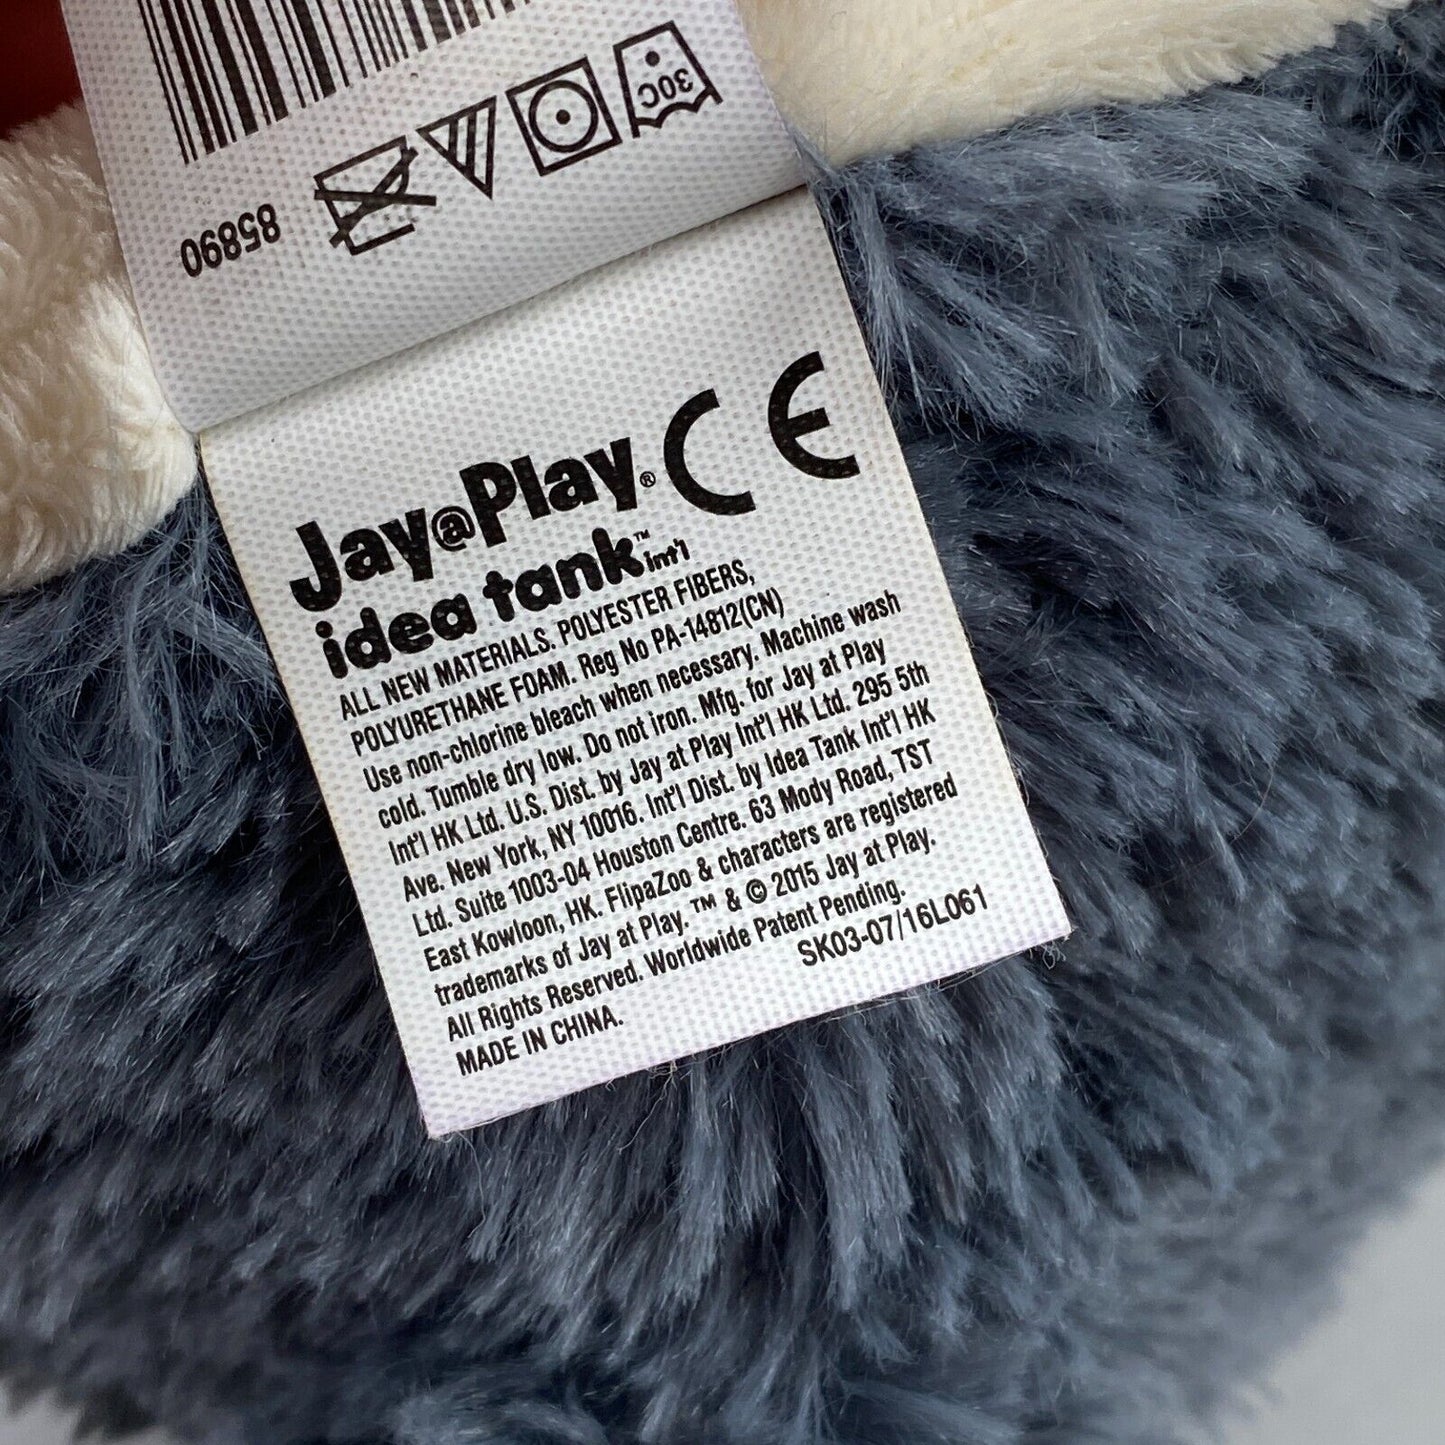 85890
30C
Jay@Play® CE
idea tank™ int'l
ALL NEW MATERIALS. POLYESTER FIBERS,
POLYURETHANE FOAM. Reg No PA-14812(CN)
Use non-chlorine bleach when necessary. Machine wash
cold. Tumble dry low. Do not iron. Mfg. for Jay at Play
Int'l HK Ltd. U.S. Dist. by Jay at Play Int'l HK Ltd. 295 5th
Ave. New York, NY 10016. Int'l Dist. by Idea Tank Int'l HK
Ltd. Suite 1003-04 Houston Centre. 63 Mody Road, TST
East Kowloon, HK. FlipaZoo & characters are registered
trademarks of Jay at Play. ™ & © 2015 Jay at Play.
All Rights Reserved. Worldwide Patent Pending.
MADE IN CHINA. SK03-07/16L061